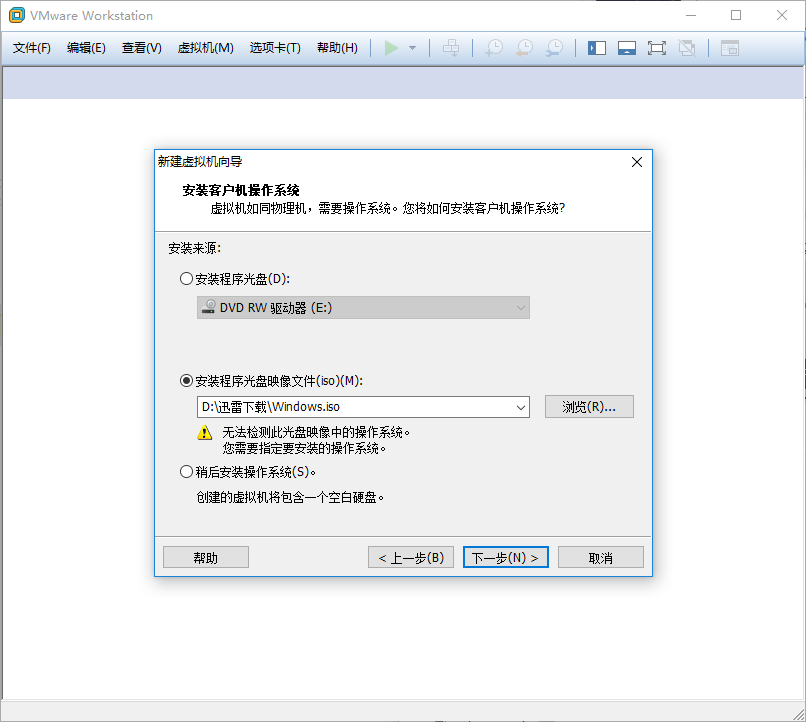 VMware Workstation
文件(F) 编辑(E) 查看(V) 虚拟机(M) 选项卡(T) 帮助(H)
新建虚拟机向导
安装客户机操作系统
虚拟机如同物理机，需要操作系统。您将如何安装客户机操作系统?
安装来源:
安装程序光盘(D):
DVD RW 驱动器 (E:)
安装程序光盘映像文件(iso)(M):
D:\迅雷下载\Windows.iso
浏览(R)...
无法检测此光盘映像中的操作系统。
您需要指定要安装的操作系统。
稍后安装操作系统(S)。
创建的虚拟机将包含一个空白硬盘。
帮助 < 上一步(B) 下一步(N) > 取消